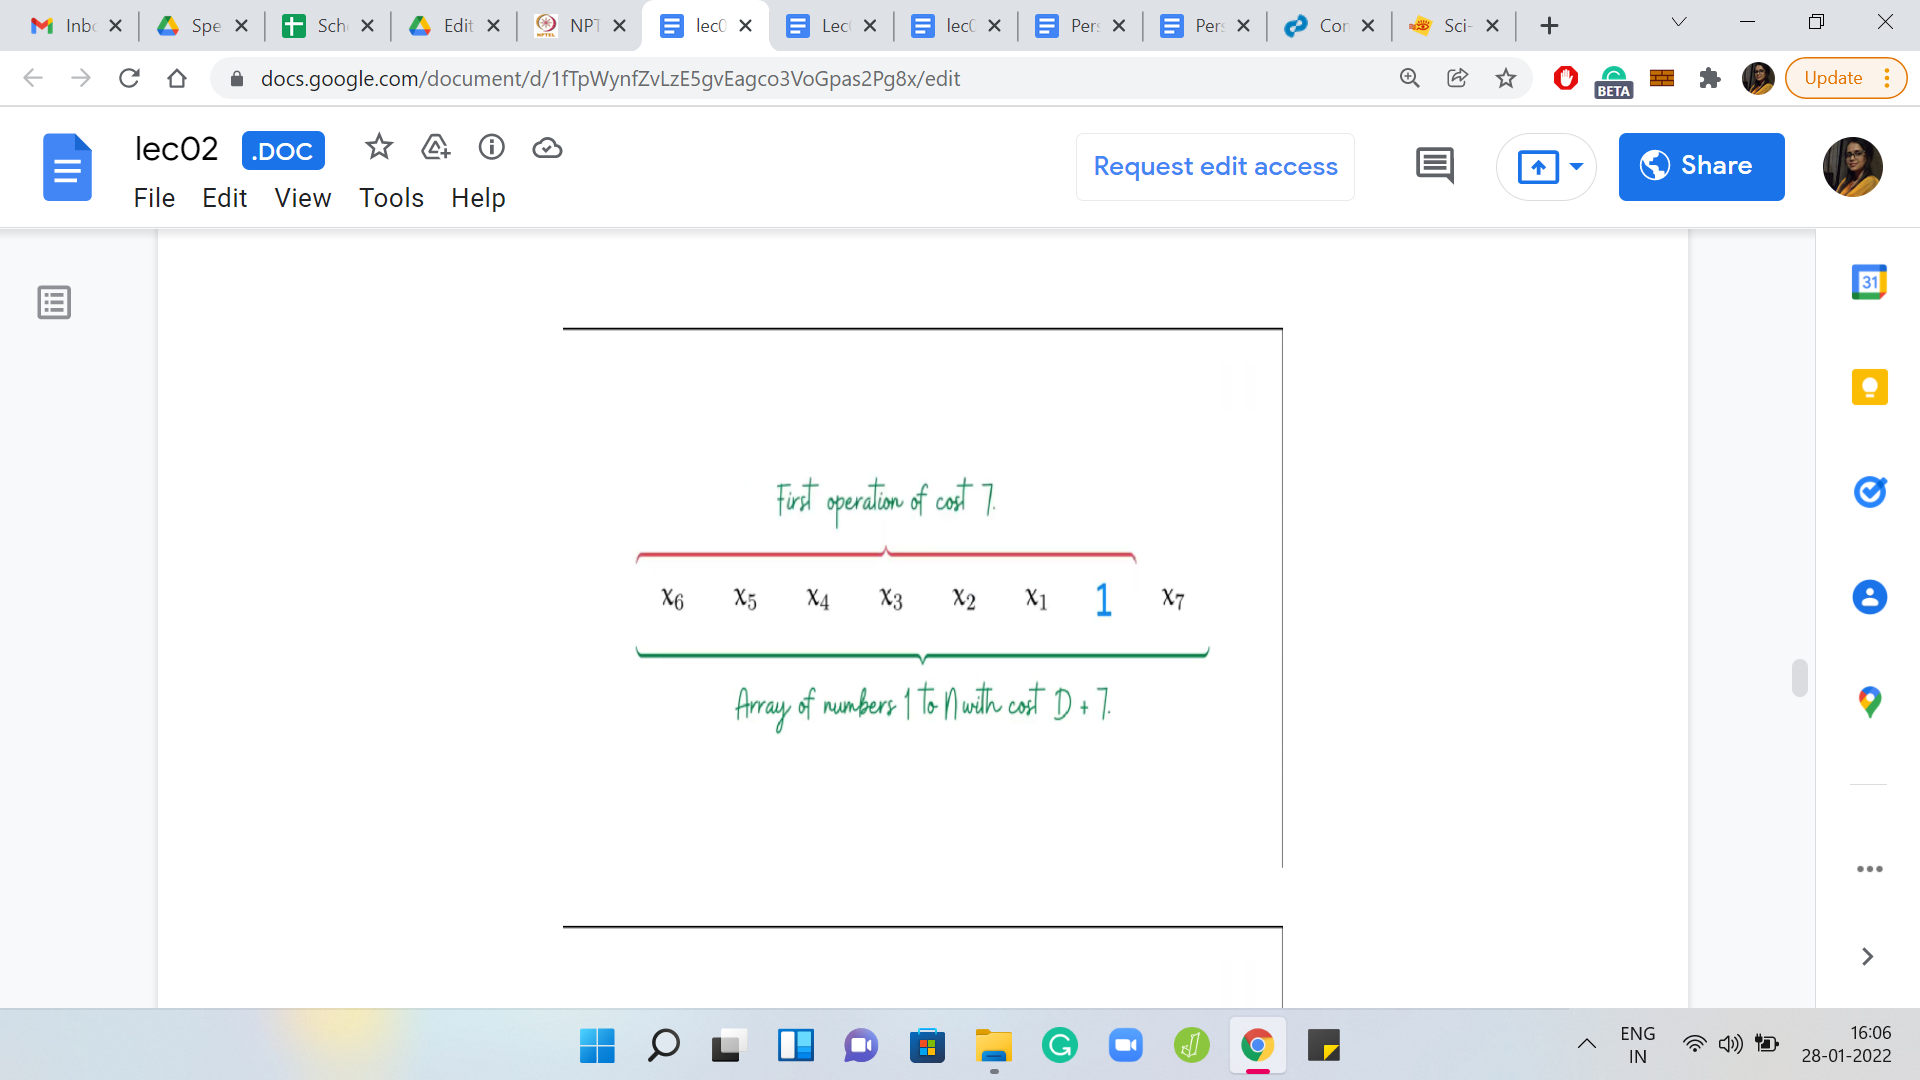 Inbc
Spe
Sch
Edit
NPT
lec0
Lec
lec0
Pers
Pers
Con
Sci-
docs.google.com/document/d/1fTpWynfZvLzE5gvEagco3VoGpas2Pg8x/edit
BETA
Update
lec02 .DOC
File Edit View Tools Help
Request edit access
Share
31
First operation of cost 7.
x₆ x₅ x₄ x₃ x₂ x₁ 1 x₇
Array of numbers 1 to N with cost D + 7.
ENG
IN
16:06
28-01-2022